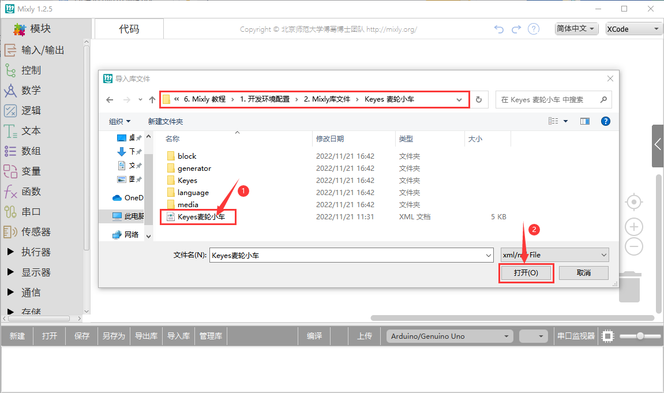 Mixly 1.2.5
模块
代码
Copyright © 北京师范大学傅骞博士团队 http://mixly.org/
简体中文
XCode
输入/输出
控制
数学
逻辑
文本
数组
变量
函数
串口
传感器
执行器
显示器
通信
存储
导入库文件
« 6. Mixly 教程 › 1. 开发环境配置 › 2. Mixly库文件 › Keyes 麦轮小车
在 Keyes 麦轮小车 中搜索
组织
新建文件夹
名称 修改日期 类型 大小
block 2022/11/21 16:42 文件夹
generator 2022/11/21 16:42 文件夹
Keyes 2022/11/21 16:42 文件夹
language 2022/11/21 16:42 文件夹
media 2022/11/21 16:42 文件夹
Keyes麦轮小车 2022/11/21 11:31 XML 文档 5 KB
OneD
此电脑
网络
1
2
文件名(N):
Keyes麦轮小车
打开(O)
取消
新建 打开 保存 另存为 导出库 导入库 管理库 编译 上传 Arduino/Genuino Uno 串口监视器